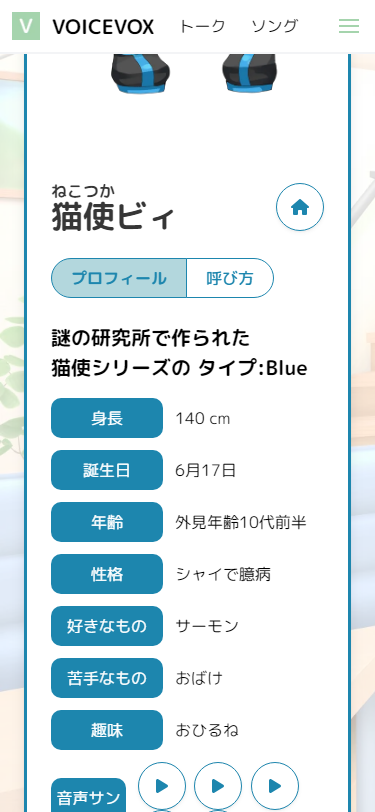 V VOICEVOX トーク ソング
ねこつか
猫使ビィ
プロフィール 呼び方
謎の研究所で作られた
猫使シリーズの タイプ:Blue
身長 140 cm
誕生日 6月17日
年齢 外見年齢10代前半
性格 シャイで臆病
好きなもの サーモン
苦手なもの おばけ
趣味 おひるね
音声サン